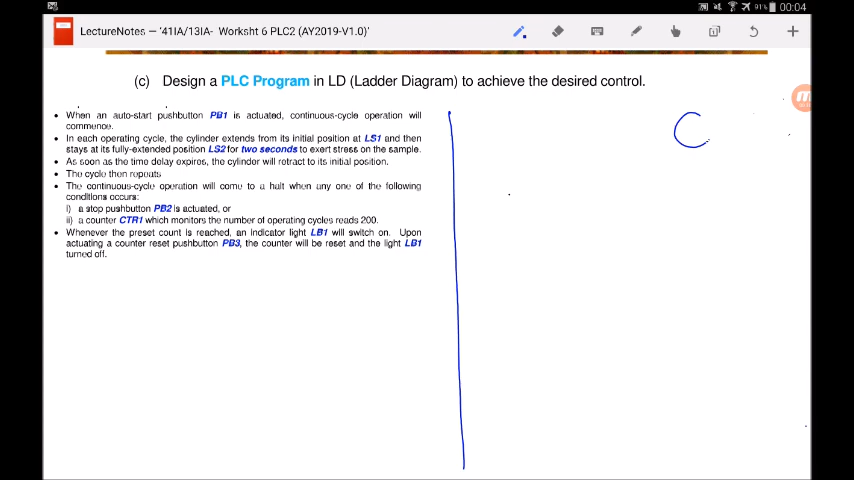 91% 00:04
LectureNotes — '41IA/13IA- Worksht 6 PLC2 (AY2019-V1.0)'
(c) Design a PLC Program in LD (Ladder Diagram) to achieve the desired control.
• When an auto-start pushbutton PB1 is actuated, continuous-cycle operation will
commence.
• In each operating cycle, the cylinder extends from its initial position at LS1 and then
stays at its fully-extended position LS2 for two seconds to exert stress on the sample.
• As soon as the time delay expires, the cylinder will retract to its initial position.
• The cycle then repeats
• The continuous-cycle operation will come to a halt when any one of the following
conditions occurs:
i) a stop pushbutton PB2 is actuated, or
ii) a counter CTR1 which monitors the number of operating cycles reads 200.
• Whenever the preset count is reached, an indicator light LB1 will switch on. Upon
actuating a counter reset pushbutton PB3, the counter will be reset and the light LB1
turned off.
C